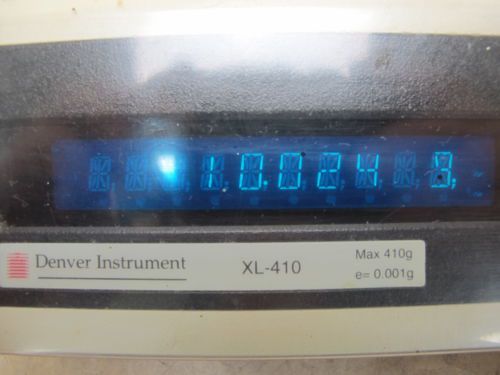 Denver Instrument
XL-410
Max 410g
e= 0.001g